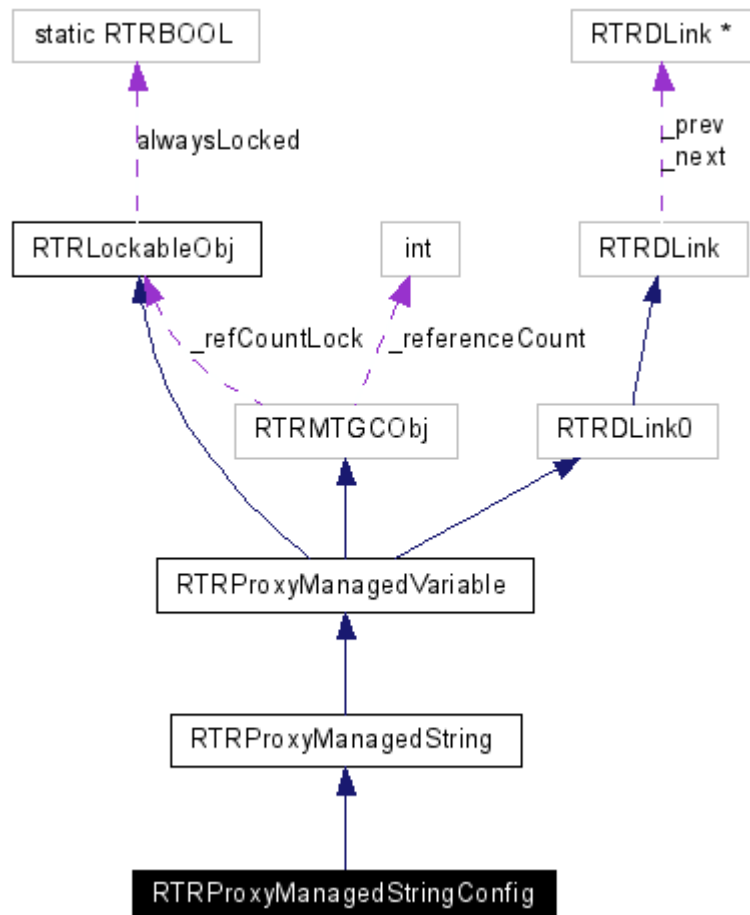 static RTRBOOL
RTRDLink *
alwaysLocked
_prev
_next
RTRLockableObj
int
RTRDLink
_refCountLock
_referenceCount
RTRMTGCObj
RTRDLink0
RTRProxyManagedVariable
RTRProxyManagedString
RTRProxyManagedStringConfig